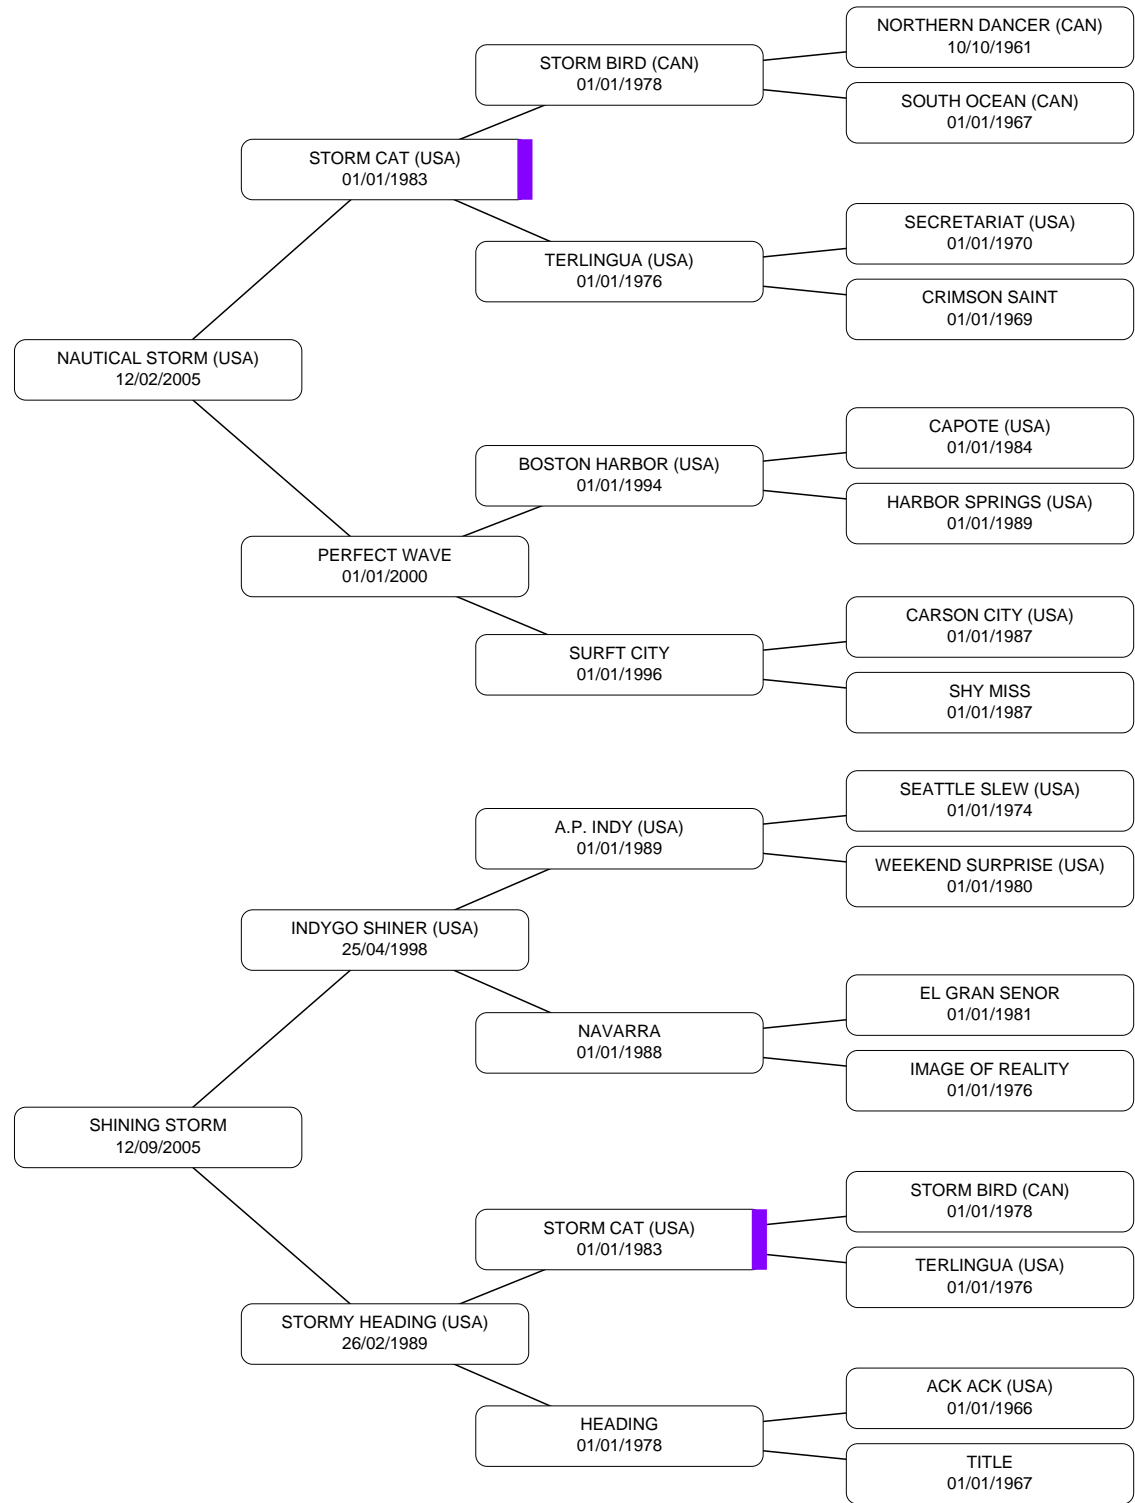 NORTHERN DANCER (CAN)
10/10/1961
STORM BIRD (CAN)
01/01/1978
SOUTH OCEAN (CAN)
01/01/1967
STORM CAT (USA)
01/01/1983
SECRETARIAT (USA)
01/01/1970
TERLINGUA (USA)
01/01/1976
CRIMSON SAINT
01/01/1969
NAUTICAL STORM (USA)
12/02/2005
CAPOTE (USA)
01/01/1984
BOSTON HARBOR (USA)
01/01/1994
HARBOR SPRINGS (USA)
01/01/1989
PERFECT WAVE
01/01/2000
CARSON CITY (USA)
01/01/1987
SURFT CITY
01/01/1996
SHY MISS
01/01/1987
SEATTLE SLEW (USA)
01/01/1974
A.P. INDY (USA)
01/01/1989
WEEKEND SURPRISE (USA)
01/01/1980
INDYGO SHINER (USA)
25/04/1998
EL GRAN SENOR
01/01/1981
NAVARRA
01/01/1988
IMAGE OF REALITY
01/01/1976
SHINING STORM
12/09/2005
STORM BIRD (CAN)
01/01/1978
STORM CAT (USA)
01/01/1983
TERLINGUA (USA)
01/01/1976
STORMY HEADING (USA)
26/02/1989
ACK ACK (USA)
01/01/1966
HEADING
01/01/1978
TITLE
01/01/1967